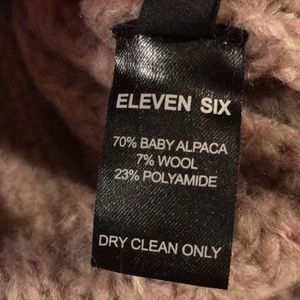 ELEVEN SIX
70% BABY ALPACA
7% WOOL
23% POLYAMIDE
DRY CLEAN ONLY